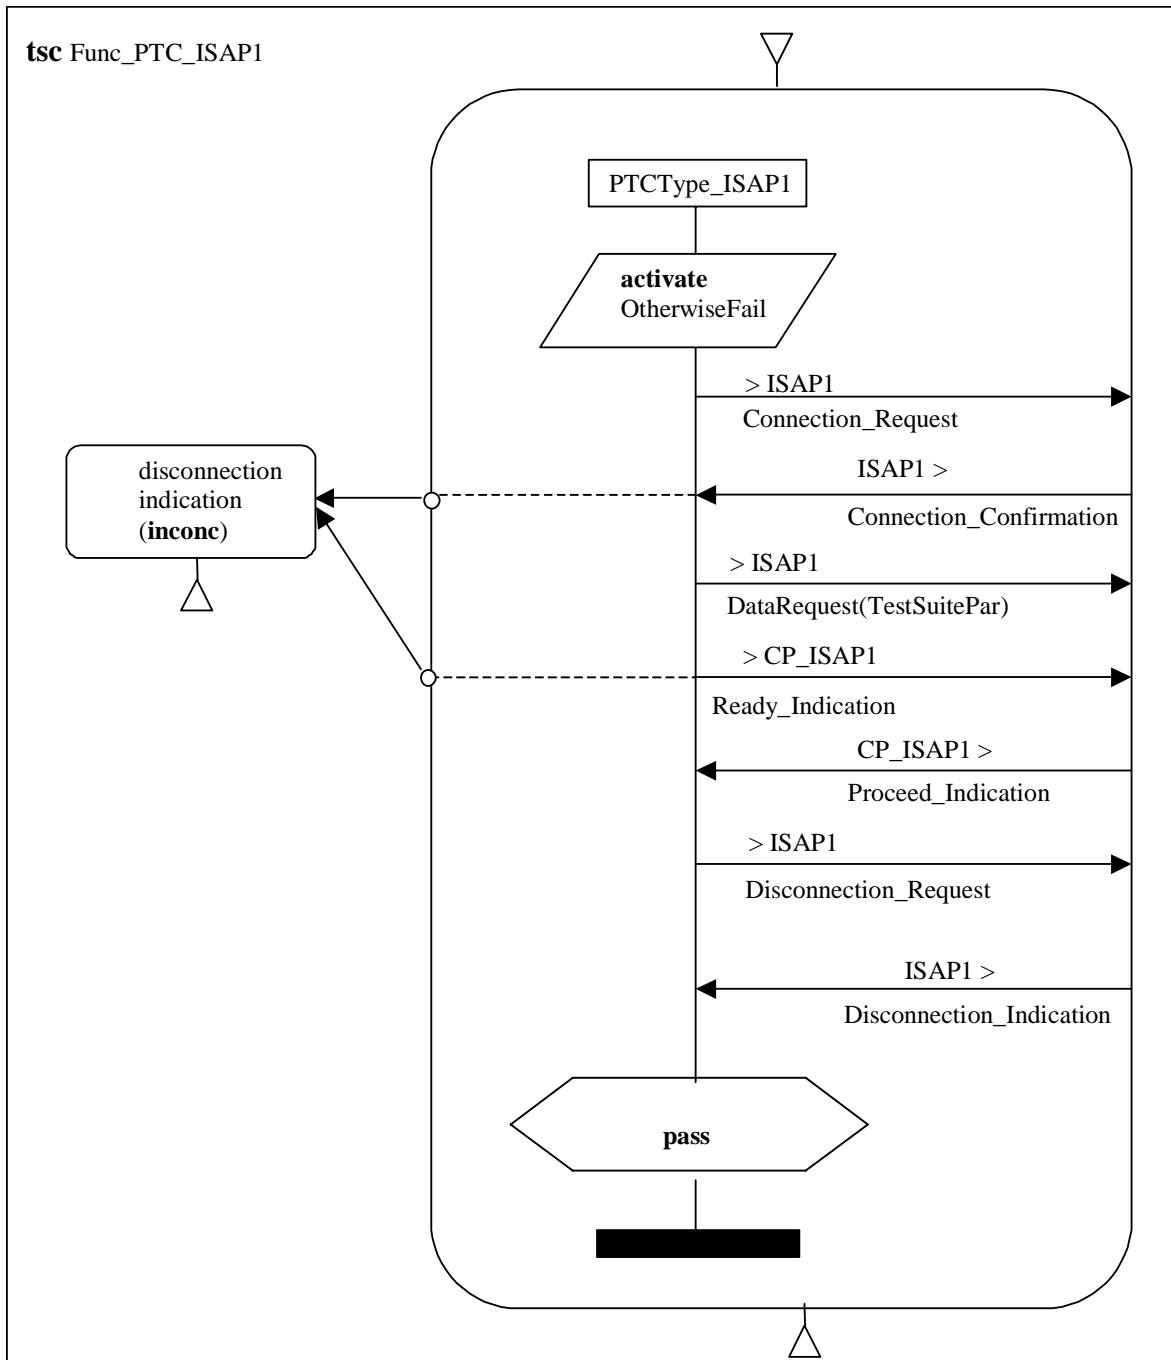 tsc Func_PTC_ISAP1
PTCType_ISAP1
activate
OtherwiseFail
> ISAP1
Connection_Request
disconnection
indication
(inconc)
ISAP1 >
Connection_Confirmation
> ISAP1
DataRequest(TestSuitePar)
> CP_ISAP1
Ready_Indication
CP_ISAP1 >
Proceed_Indication
> ISAP1
Disconnection_Request
ISAP1 >
Disconnection_Indication
pass